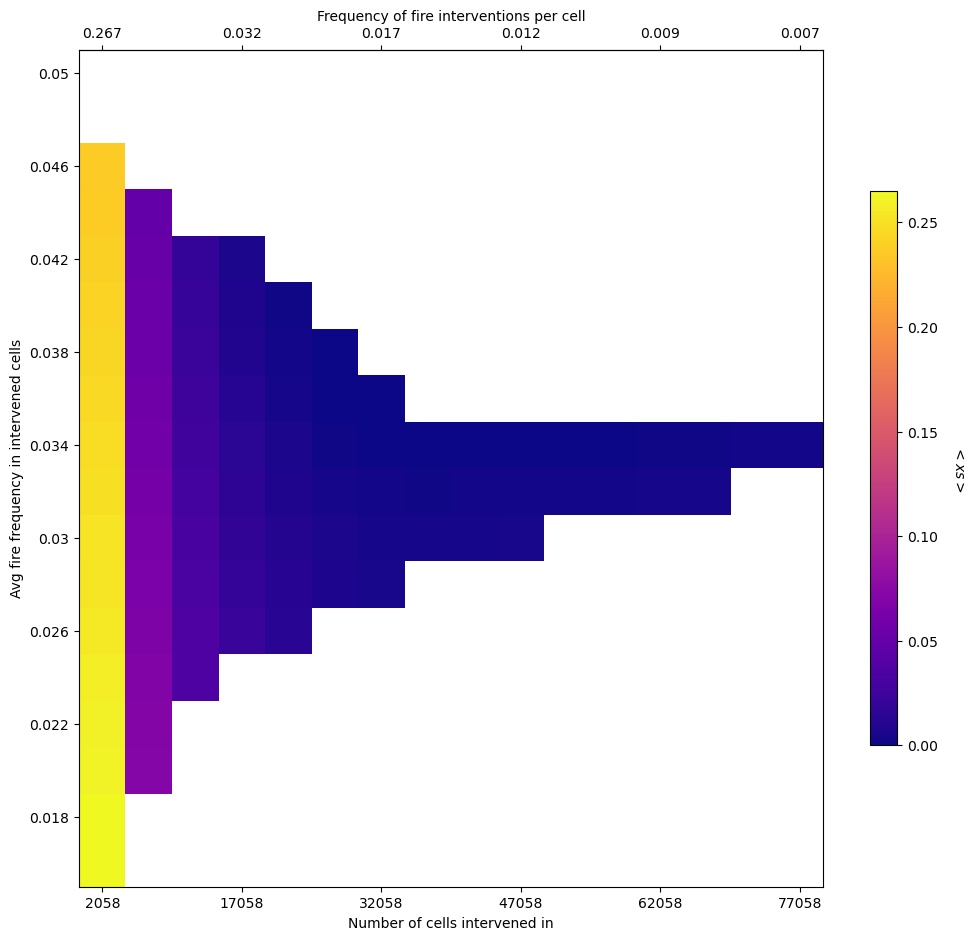 Frequency of fire interventions per cell
0.267 0.032 0.017 0.012 0.009 0.007
0.05
0.046
0.042
0.038
0.034
0.03
0.026
0.022
0.018
Avg fire frequency in intervened cells
2058 17058 32058 47058 62058 77058
Number of cells intervened in
0.25
0.20
0.15
0.10
0.05
0.00
< sx >